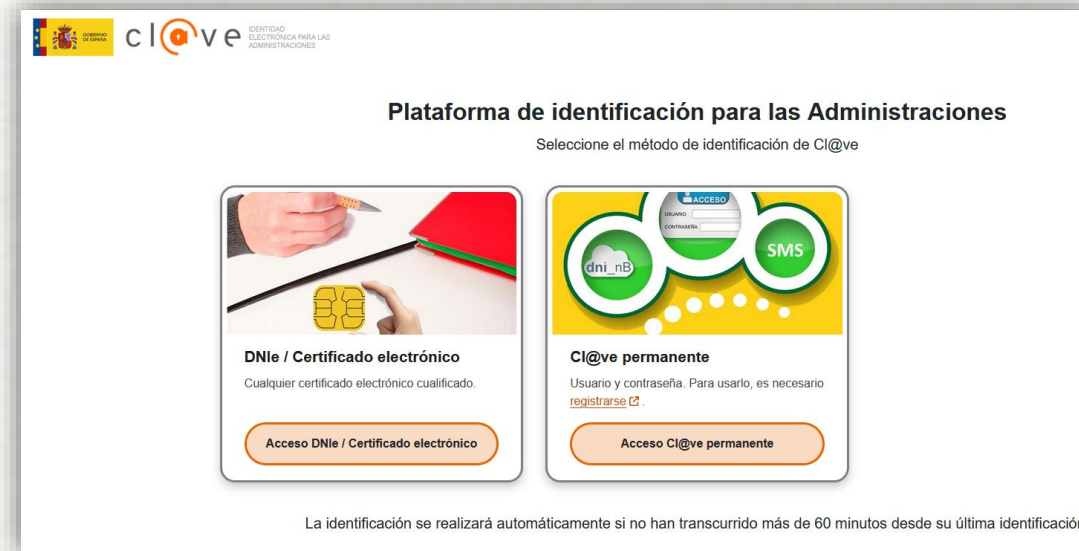 GOBIERNO
DE ESPAÑA
cl@ve
IDENTIDAD
ELECTRÓNICA PARA LAS
ADMINISTRACIONES
Plataforma de identificación para las Administraciones
Seleccione el método de identificación de Cl@ve
ACCESO
USUARIO
CONTRASEÑA
dni_nB
SMS
DNIe / Certificado electrónico
Cualquier certificado electrónico cualificado.
Acceso DNIe / Certificado electrónico
Cl@ve permanente
Usuario y contraseña. Para usarlo, es necesario
registrarse .
Acceso Cl@ve permanente
La identificación se realizará automáticamente si no han transcurrido más de 60 minutos desde su última identificación